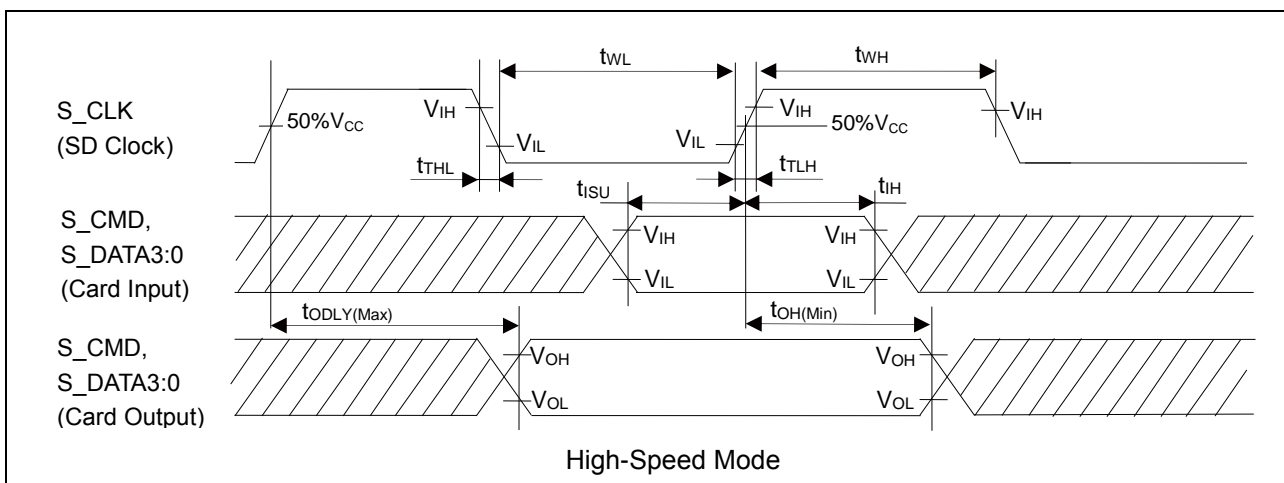 tWL
tWH
S_CLK
(SD Clock)
50%VCC
VIH
VIL
VIL
VIH
50%VCC
VIH
tTHL
tTLH
tISU
tIH
S_CMD,
S_DATA3:0
(Card Input)
VIH
VIL
VIH
VIL
tODLY(Max)
tOH(Min)
S_CMD,
S_DATA3:0
(Card Output)
VOH
VOL
VOH
VOL
High-Speed Mode